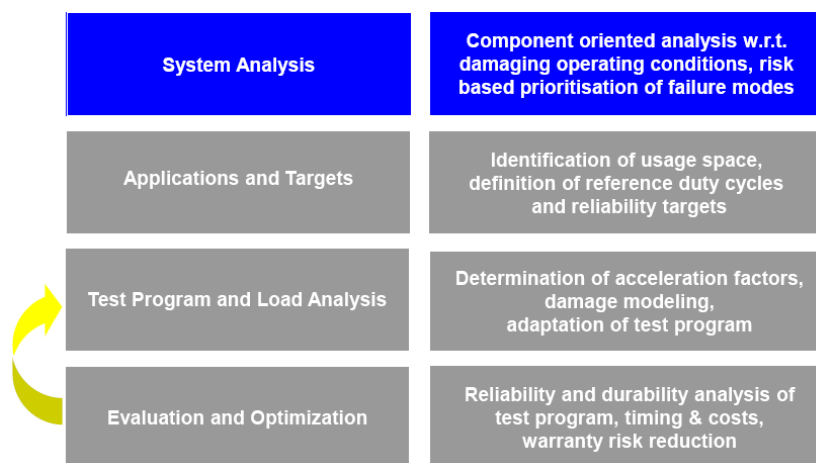 System Analysis
Component oriented analysis w.r.t.
damaging operating conditions, risk
based prioritisation of failure modes
Applications and Targets
Identification of usage space,
definition of reference duty cycles
and reliability targets
Test Program and Load Analysis
Determination of acceleration factors,
damage modeling,
adaptation of test program
Evaluation and Optimization
Reliability and durability analysis of
test program, timing & costs,
warranty risk reduction